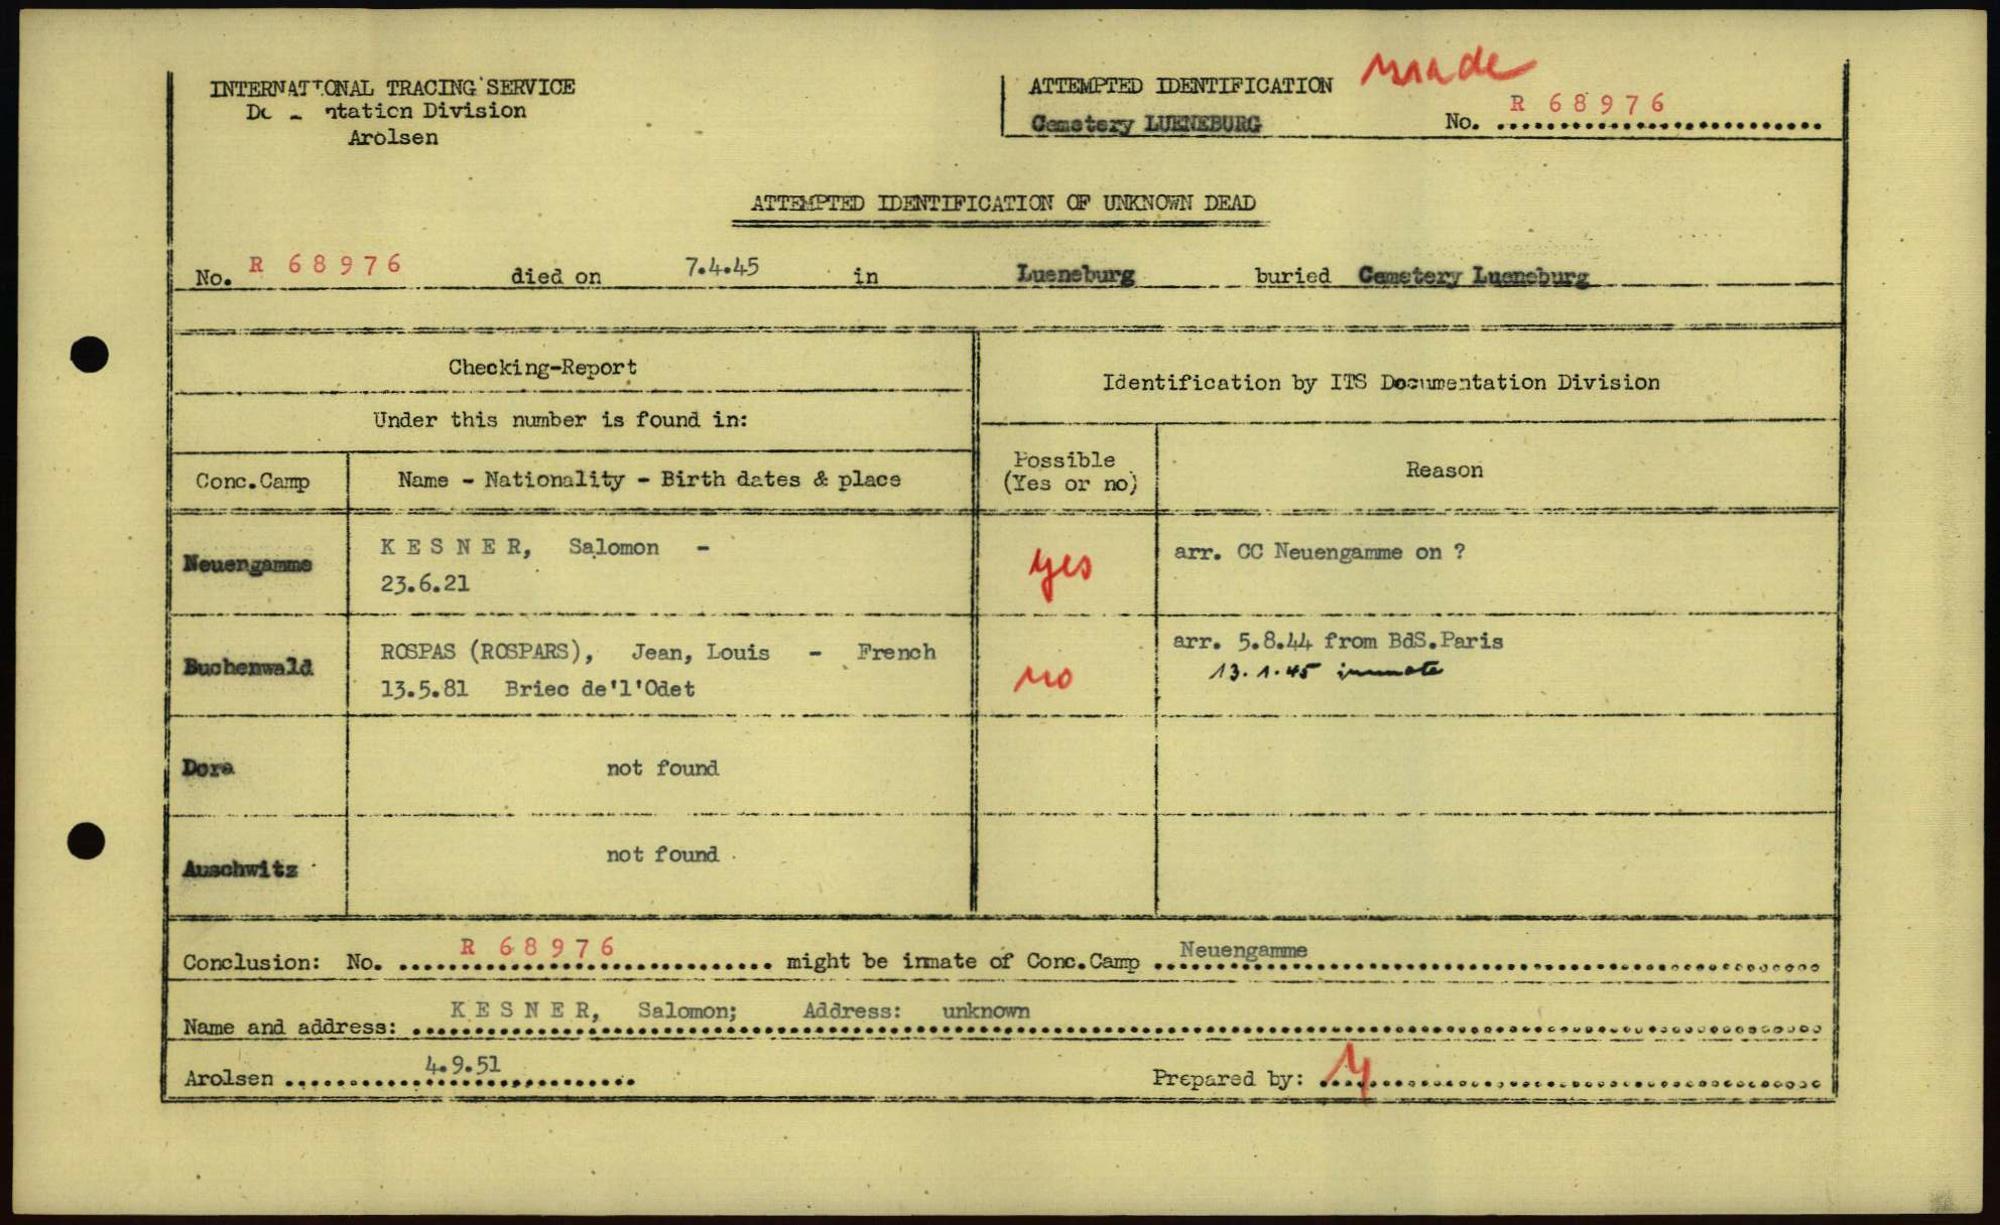 INTERNATIONAL TRACING SERVICE
Documentation Division
Arolsen
ATTEMPTED IDENTIFICATION made
Cemetery LUENEBURG No. R 68976
ATTEMPTED IDENTIFICATION OF UNKNOWN DEAD
No. R 68976 died on 7.4.45 in Lueneburg buried Cemetery Lueneburg
Checking-Report
Identification by ITS Documentation Division
Under this number is found in:
Conc.Camp Name - Nationality - Birth dates & place Possible (Yes or no) Reason
Neuengamme KESNER, Salomon - yes arr. CC Neuengamme on ?
23.6.21
Buchenwald ROSPAS (ROSPARS), Jean, Louis - French no arr. 5.8.44 from BdS.Paris
13.5.81 Briec de'l'Odet 13.1.45 inmate
Dora not found
Auschwitz not found
Conclusion: No. R 68976 might be inmate of Conc.Camp Neuengamme
Name and address: KESNER, Salomon; Address: unknown
Arolsen 4.9.51 Prepared by: